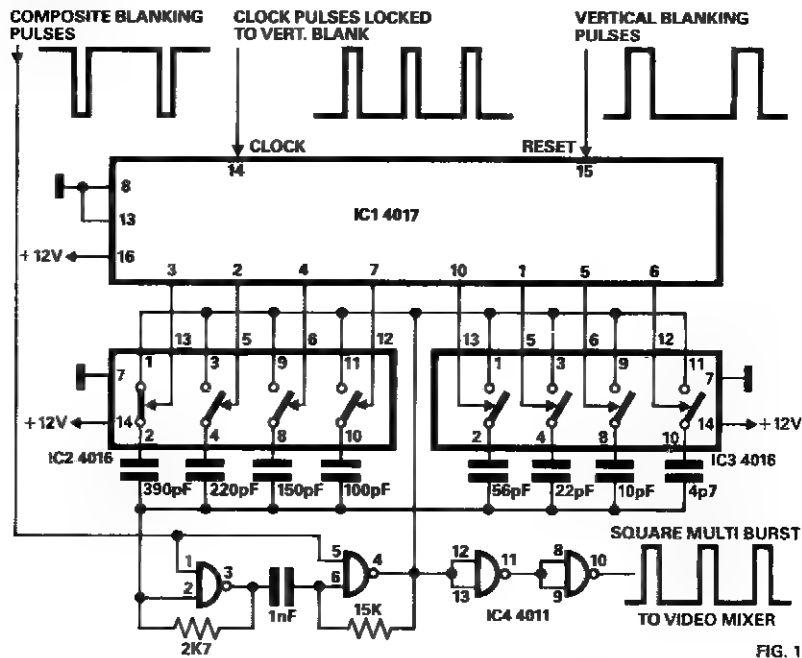 COMPOSITE BLANKING
PULSES
CLOCK PULSES LOCKED
TO VERT. BLANK
VERTICAL BLANKING
PULSES
CLOCK
RESET
14
15
8
13
IC1 4017
+12V
16
3
2
4
7
10
1
5
6
13
5
6
12
13
5
6
12
1
3
9
11
1
3
9
11
7
7
+12V
14
14
+12V
2
4
8
10
2
4
8
10
IC2 4016
IC3 4016
390pF
220pF
150pF
100pF
56pF
22pF
10pF
4p7
SQUARE MULTI BURST
1
2
3
5
6
4
12
13
11
8
9
10
1nF
15K
2K7
IC4 4011
TO VIDEO MIXER
FIG. 1